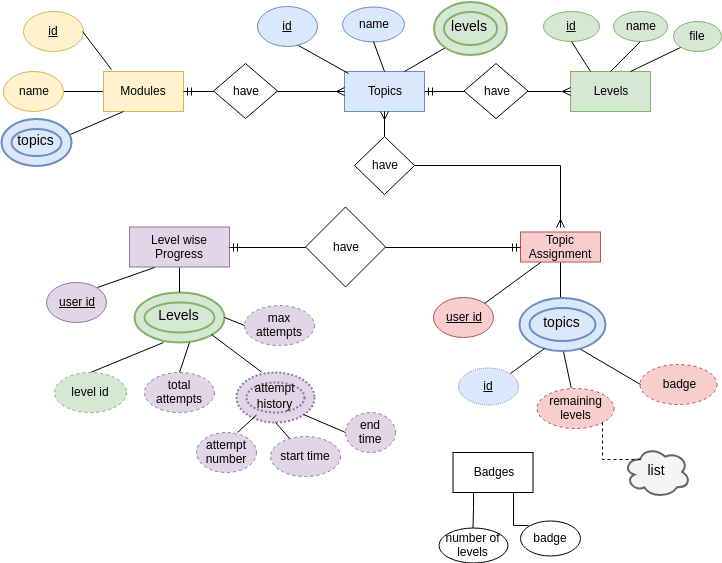 id
name
topics
Modules
have
id
name
levels
Topics
have
id
name
file
Levels
have
Level wise
Progress
have
Topic
Assignment
user id
Levels
max
attempts
level id
total
attempts
attempt
history
attempt
number
start time
end
time
user id
topics
id
remaining
levels
badge
list
Badges
number of
levels
badge